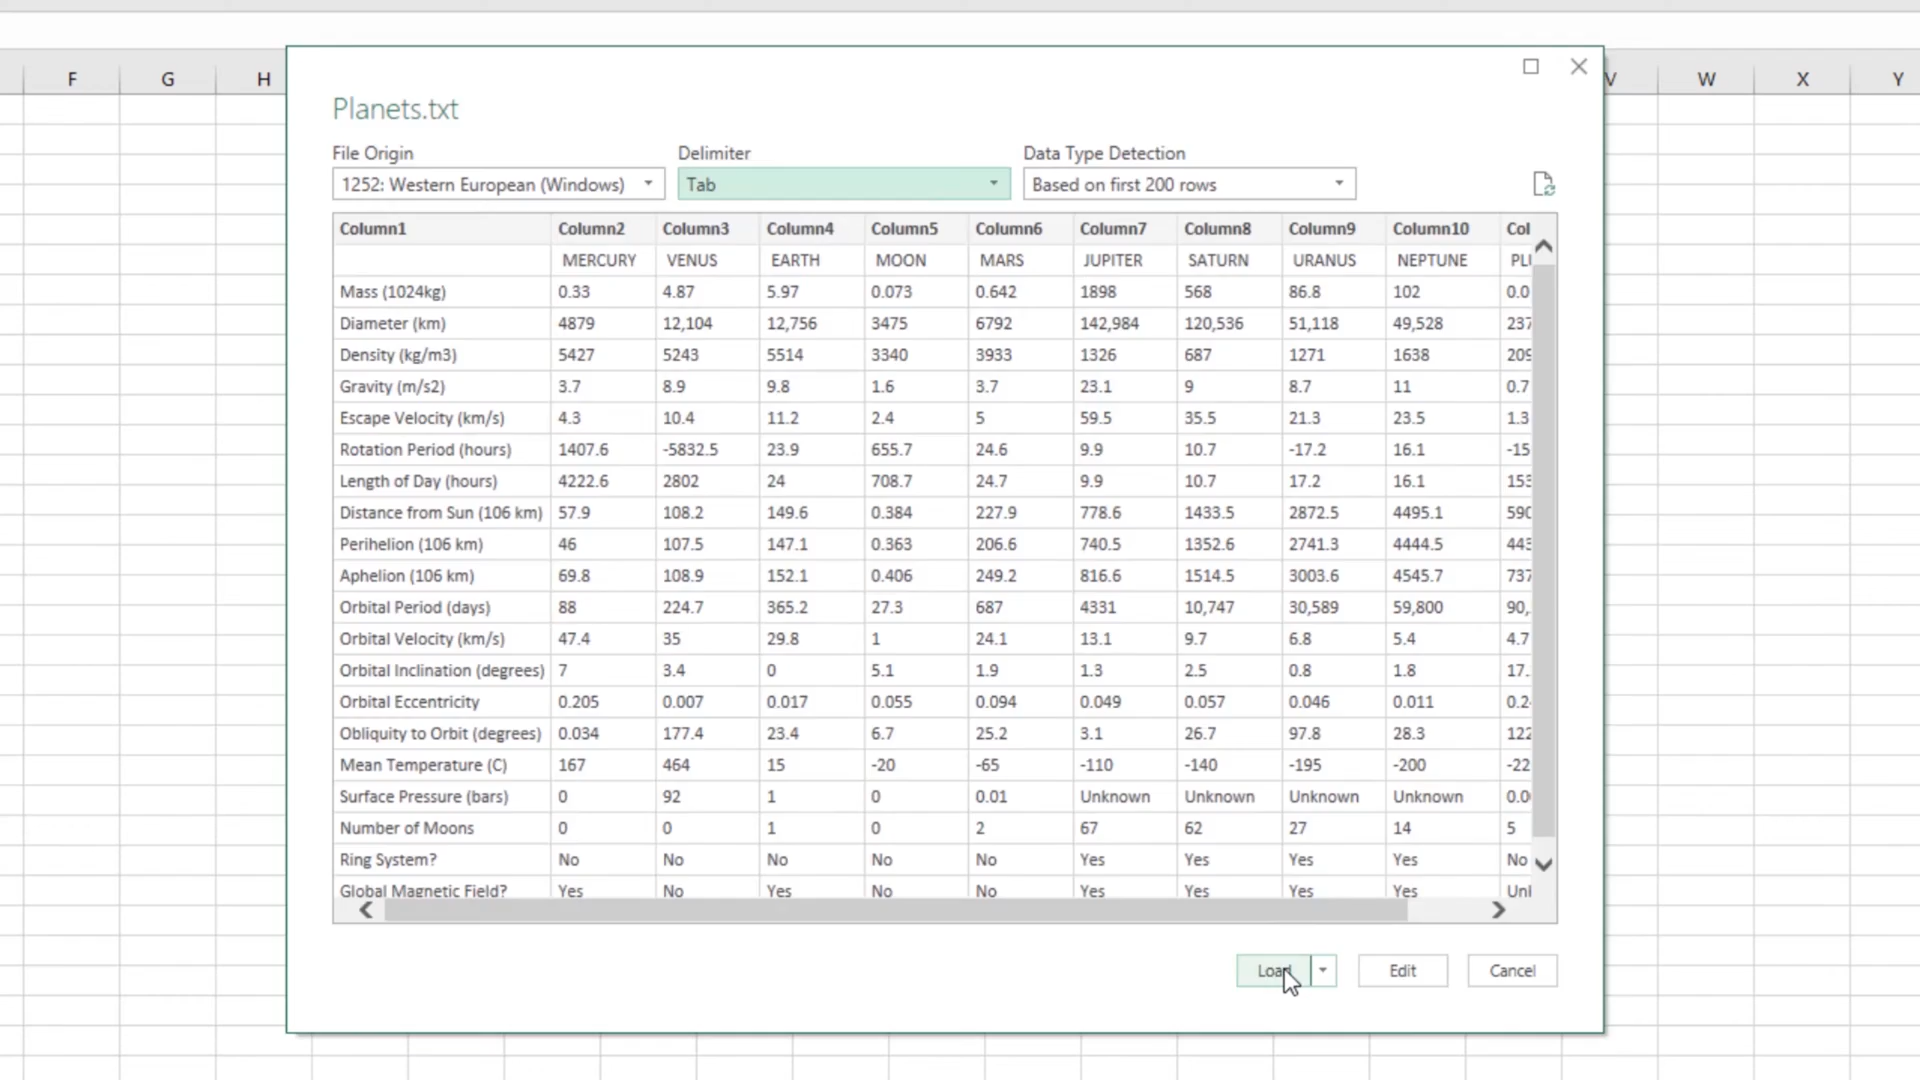 F G H V W X Y
Planets.txt
File Origin Delimiter Data Type Detection
1252: Western European (Windows) Tab Based on first 200 rows
Column1 Column2 Column3 Column4 Column5 Column6 Column7 Column8 Column9 Column10 Col
MERCURY VENUS EARTH MOON MARS JUPITER SATURN URANUS NEPTUNE PLU
Mass (1024kg) 0.33 4.87 5.97 0.073 0.642 1898 568 86.8 102 0.0
Diameter (km) 4879 12,104 12,756 3475 6792 142,984 120,536 51,118 49,528 237
Density (kg/m3) 5427 5243 5514 3340 3933 1326 687 1271 1638 209
Gravity (m/s2) 3.7 8.9 9.8 1.6 3.7 23.1 9 8.7 11 0.7
Escape Velocity (km/s) 4.3 10.4 11.2 2.4 5 59.5 35.5 21.3 23.5 1.3
Rotation Period (hours) 1407.6 -5832.5 23.9 655.7 24.6 9.9 10.7 -17.2 16.1 -15
Length of Day (hours) 4222.6 2802 24 708.7 24.7 9.9 10.7 17.2 16.1 153
Distance from Sun (106 km) 57.9 108.2 149.6 0.384 227.9 778.6 1433.5 2872.5 4495.1 590
Perihelion (106 km) 46 107.5 147.1 0.363 206.6 740.5 1352.6 2741.3 4444.5 443
Aphelion (106 km) 69.8 108.9 152.1 0.406 249.2 816.6 1514.5 3003.6 4545.7 737
Orbital Period (days) 88 224.7 365.2 27.3 687 4331 10,747 30,589 59,800 90,
Orbital Velocity (km/s) 47.4 35 29.8 1 24.1 13.1 9.7 6.8 5.4 4.7
Orbital Inclination (degrees) 7 3.4 0 5.1 1.9 1.3 2.5 0.8 1.8 17.
Orbital Eccentricity 0.205 0.007 0.017 0.055 0.094 0.049 0.057 0.046 0.011 0.2
Obliquity to Orbit (degrees) 0.034 177.4 23.4 6.7 25.2 3.1 26.7 97.8 28.3 122
Mean Temperature (C) 167 464 15 -20 -65 -110 -140 -195 -200 -22
Surface Pressure (bars) 0 92 1 0 0.01 Unknown Unknown Unknown Unknown 0.0
Number of Moons 0 0 1 0 2 67 62 27 14 5
Ring System? No No No No No Yes Yes Yes Yes No
Global Magnetic Field? Yes No Yes No No Yes Yes Yes Yes Unk
Load Edit Cancel